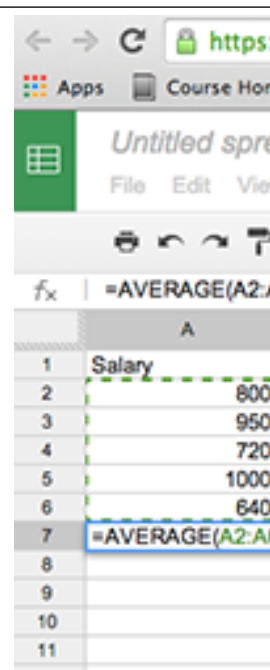 https:
Apps Course Hor
Untitled spre
File Edit Vie
fx =AVERAGE(A2:A
A
1 Salary
2 800
3 950
4 720
5 1000
6 640
7 =AVERAGE(A2:A
8
9
10
11